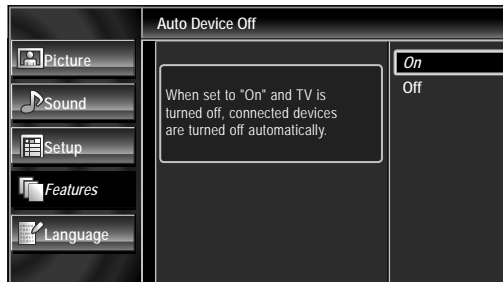 Auto Device Off
Picture
Sound
Setup
Features
Language
When set to "On" and TV is
turned off, connected devices
are turned off automatically.
On
Off